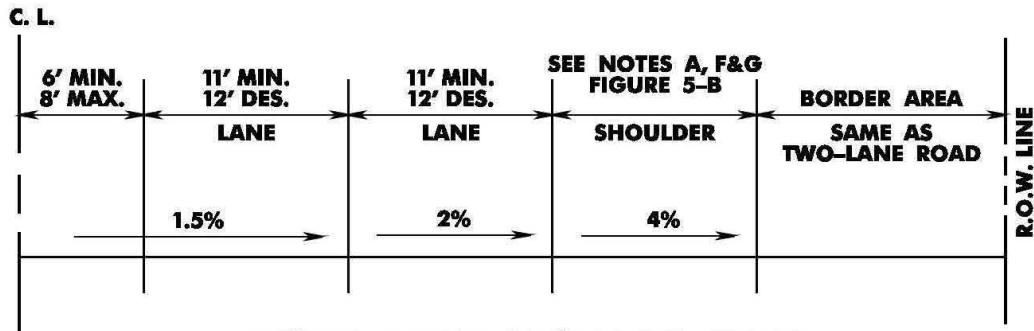 C. L.
6' MIN.
8' MAX.
11' MIN.
12' DES.
LANE
11' MIN.
12' DES.
LANE
SEE NOTES A, F&G
FIGURE 5–B
SHOULDER
BORDER AREA
SAME AS
TWO–LANE ROAD
R.O.W. LINE
1.5%
2%
4%